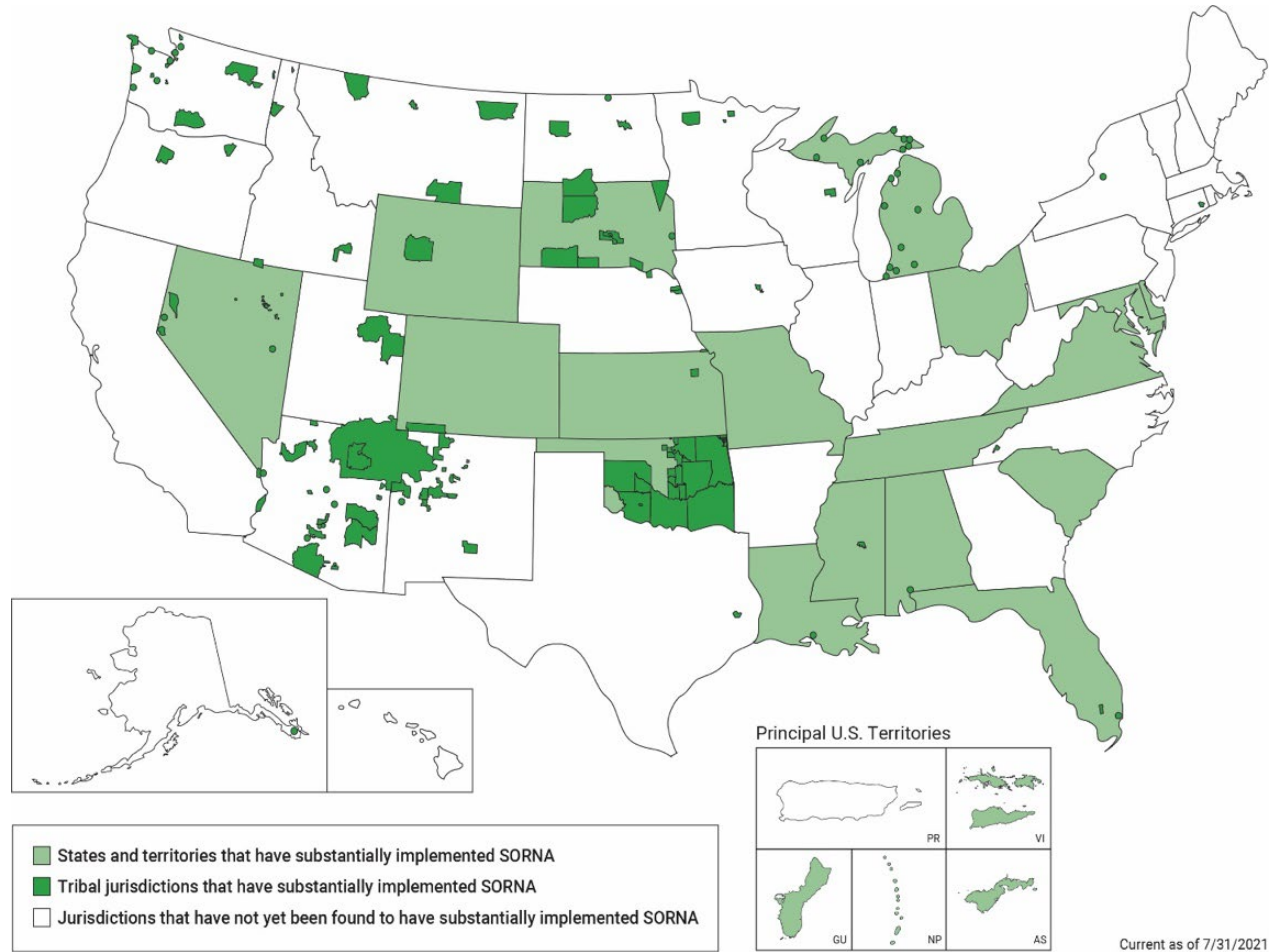 Principal U.S. Territories
PR
VI
GU
NP
AS
States and territories that have substantially implemented SORNA
Tribal jurisdictions that have substantially implemented SORNA
Jurisdictions that have not yet been found to have substantially implemented SORNA
Current as of 7/31/2021